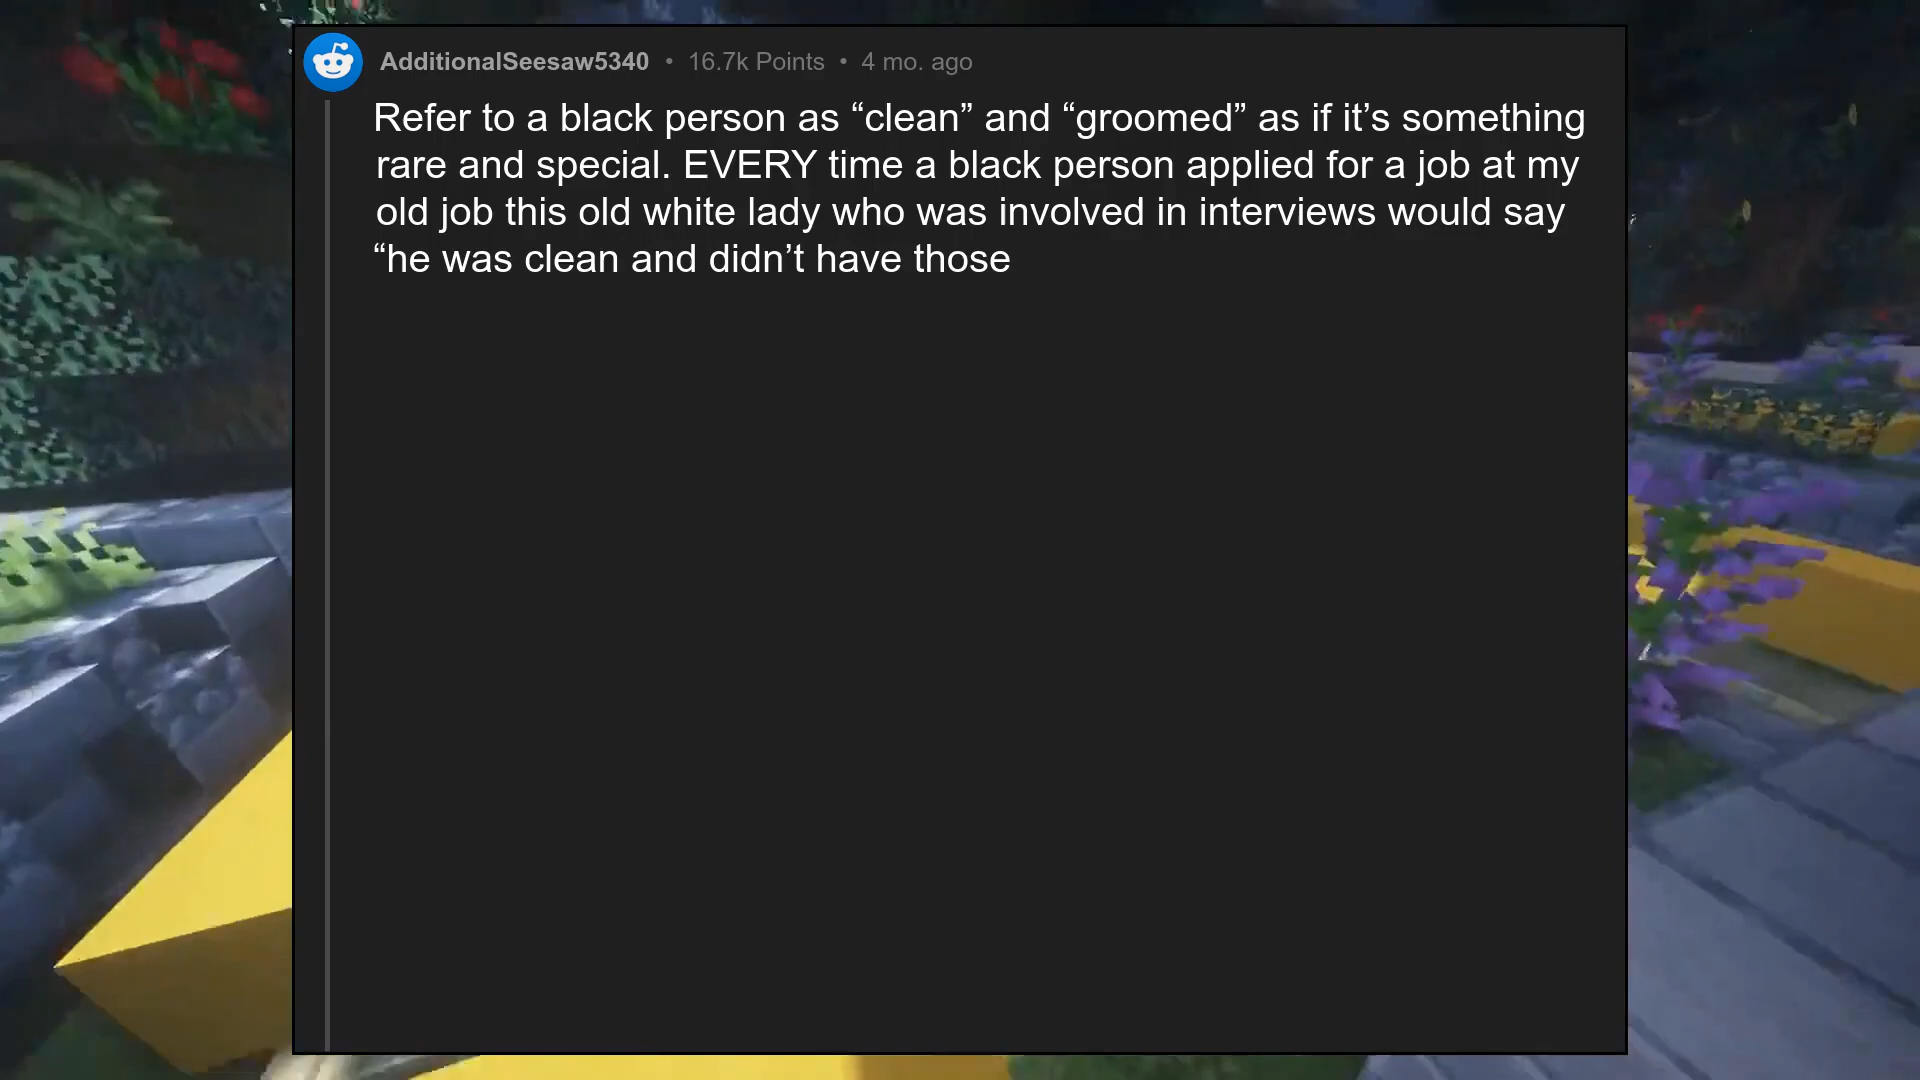 AdditionalSeesaw5340 • 16.7k Points • 4 mo. ago
Refer to a black person as “clean” and “groomed” as if it’s something
rare and special. EVERY time a black person applied for a job at my
old job this old white lady who was involved in interviews would say
“he was clean and didn’t have those